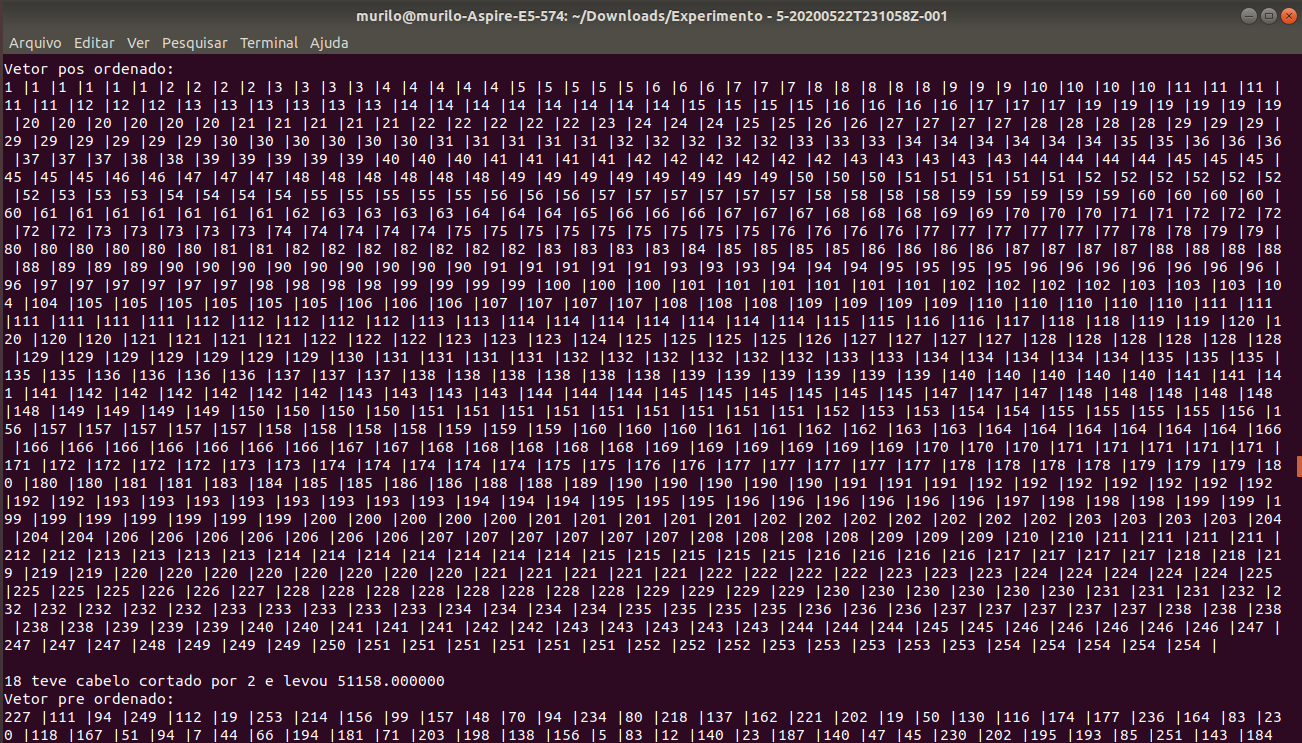 murilo@murilo-Aspire-E5-574: ~/Downloads/Experimento - 5-20200522T231058Z-001
Arquivo Editar Ver Pesquisar Terminal Ajuda
Vetor pos ordenado:
1 |1 |1 |1 |1 |1 |2 |2 |2 |2 |3 |3 |3 |3 |4 |4 |4 |4 |4 |5 |5 |5 |5 |5 |6 |6 |6 |7 |7 |7 |8 |8 |8 |8 |8 |9 |9 |9 |10 |10 |10 |10 |11 |11 |11 |
11 |11 |12 |12 |12 |13 |13 |13 |13 |13 |13 |14 |14 |14 |14 |14 |14 |14 |14 |15 |15 |15 |15 |16 |16 |16 |16 |17 |17 |17 |19 |19 |19 |19 |19 |19
|20 |20 |20 |20 |20 |20 |21 |21 |21 |21 |21 |22 |22 |22 |22 |22 |23 |24 |24 |24 |25 |25 |26 |26 |27 |27 |27 |27 |28 |28 |28 |28 |29 |29 |29 |
29 |29 |29 |29 |29 |29 |30 |30 |30 |30 |30 |30 |31 |31 |31 |31 |31 |32 |32 |32 |32 |32 |33 |33 |33 |34 |34 |34 |34 |34 |34 |35 |35 |36 |36 |36
|37 |37 |37 |38 |38 |39 |39 |39 |39 |39 |40 |40 |40 |41 |41 |41 |41 |42 |42 |42 |42 |42 |42 |43 |43 |43 |43 |43 |44 |44 |44 |44 |45 |45 |45 |
45 |45 |45 |46 |46 |47 |47 |47 |48 |48 |48 |48 |48 |48 |49 |49 |49 |49 |49 |49 |49 |50 |50 |50 |51 |51 |51 |51 |51 |52 |52 |52 |52 |52 |52
|52 |53 |53 |53 |54 |54 |54 |54 |55 |55 |55 |55 |55 |56 |56 |56 |57 |57 |57 |57 |57 |57 |58 |58 |58 |58 |59 |59 |59 |59 |59 |60 |60 |60 |60 |
60 |61 |61 |61 |61 |61 |61 |61 |62 |63 |63 |63 |63 |64 |64 |64 |65 |66 |66 |66 |67 |67 |67 |68 |68 |68 |69 |69 |70 |70 |70 |71 |71 |72 |72 |72
|72 |72 |73 |73 |73 |73 |73 |74 |74 |74 |74 |74 |75 |75 |75 |75 |75 |75 |75 |75 |75 |76 |76 |76 |76 |77 |77 |77 |77 |77 |77 |78 |78 |79 |79 |
80 |80 |80 |80 |80 |80 |81 |81 |82 |82 |82 |82 |82 |82 |82 |83 |83 |83 |83 |84 |85 |85 |85 |85 |86 |86 |86 |86 |87 |87 |87 |87 |88 |88 |88 |88
|88 |89 |89 |89 |90 |90 |90 |90 |90 |90 |90 |90 |90 |91 |91 |91 |91 |91 |93 |93 |93 |94 |94 |94 |95 |95 |95 |95 |96 |96 |96 |96 |96 |96 |96 |
96 |97 |97 |97 |97 |97 |97 |98 |98 |98 |98 |99 |99 |99 |99 |100 |100 |100 |101 |101 |101 |101 |101 |101 |102 |102 |102 |102 |103 |103 |103 |10
4 |104 |105 |105 |105 |105 |105 |105 |106 |106 |106 |106 |107 |107 |107 |107 |108 |108 |108 |109 |109 |109 |109 |110 |110 |110 |110 |110 |111 |111
|111 |111 |111 |111 |112 |112 |112 |112 |112 |112 |113 |113 |114 |114 |114 |114 |114 |114 |114 |115 |115 |116 |116 |117 |118 |118 |119 |119 |120 |1
20 |120 |120 |121 |121 |121 |121 |122 |122 |122 |123 |123 |123 |124 |125 |125 |125 |125 |126 |127 |127 |127 |127 |128 |128 |128 |128 |128 |128
|129 |129 |129 |129 |129 |129 |129 |130 |131 |131 |131 |131 |132 |132 |132 |132 |132 |132 |133 |133 |134 |134 |134 |134 |134 |135 |135 |135 |
135 |135 |136 |136 |136 |136 |137 |137 |137 |138 |138 |138 |138 |138 |138 |139 |139 |139 |139 |139 |139 |140 |140 |140 |140 |140 |141 |141 |14
1 |141 |142 |142 |142 |142 |142 |142 |143 |143 |143 |143 |144 |144 |144 |145 |145 |145 |145 |145 |145 |147 |147 |147 |148 |148 |148 |148 |148
|148 |149 |149 |149 |149 |150 |150 |150 |150 |151 |151 |151 |151 |151 |151 |151 |151 |151 |152 |153 |153 |154 |154 |155 |155 |155 |155 |156 |1
56 |157 |157 |157 |157 |157 |158 |158 |158 |158 |159 |159 |159 |160 |160 |160 |161 |161 |162 |162 |163 |163 |164 |164 |164 |164 |164 |164 |166
|166 |166 |166 |166 |166 |166 |166 |167 |167 |168 |168 |168 |168 |168 |169 |169 |169 |169 |169 |169 |170 |170 |170 |171 |171 |171 |171 |171 |
171 |172 |172 |172 |172 |173 |173 |174 |174 |174 |174 |174 |175 |175 |176 |176 |177 |177 |177 |177 |177 |178 |178 |178 |178 |179 |179 |179 |18
0 |180 |180 |181 |181 |183 |184 |185 |185 |186 |186 |188 |188 |189 |190 |190 |190 |190 |190 |191 |191 |191 |192 |192 |192 |192 |192 |192 |192
|192 |192 |193 |193 |193 |193 |193 |193 |193 |193 |194 |194 |194 |195 |195 |195 |196 |196 |196 |196 |196 |196 |197 |198 |198 |198 |199 |199 |1
99 |199 |199 |199 |199 |199 |200 |200 |200 |200 |200 |201 |201 |201 |201 |201 |202 |202 |202 |202 |202 |202 |202 |203 |203 |203 |203 |204
|204 |204 |206 |206 |206 |206 |206 |206 |206 |207 |207 |207 |207 |207 |207 |208 |208 |208 |208 |209 |209 |209 |210 |210 |211 |211 |211 |211 |
212 |212 |213 |213 |213 |213 |214 |214 |214 |214 |214 |214 |214 |215 |215 |215 |215 |215 |216 |216 |216 |216 |217 |217 |217 |217 |218 |218 |21
9 |219 |219 |220 |220 |220 |220 |220 |220 |220 |221 |221 |221 |221 |221 |222 |222 |222 |222 |223 |223 |223 |224 |224 |224 |224 |224 |225
|225 |225 |225 |226 |226 |227 |228 |228 |228 |228 |228 |228 |228 |228 |229 |229 |229 |229 |230 |230 |230 |230 |230 |230 |231 |231 |231 |232 |2
32 |232 |232 |232 |232 |233 |233 |233 |233 |233 |234 |234 |234 |234 |235 |235 |235 |235 |236 |236 |236 |237 |237 |237 |237 |237 |238 |238 |238
|238 |238 |239 |239 |239 |240 |240 |241 |241 |241 |242 |242 |243 |243 |243 |243 |243 |244 |244 |244 |245 |245 |246 |246 |246 |246 |246 |247 |
247 |247 |247 |248 |249 |249 |249 |250 |251 |251 |251 |251 |251 |251 |251 |252 |252 |252 |253 |253 |253 |253 |253 |254 |254 |254 |254 |254 |
18 teve cabelo cortado por 2 e levou 51158.000000
Vetor pre ordenado:
227 |111 |94 |249 |112 |19 |253 |214 |156 |99 |157 |48 |70 |94 |234 |80 |218 |137 |162 |221 |202 |19 |50 |130 |116 |174 |177 |236 |164 |83 |23
0 |118 |167 |51 |94 |7 |44 |66 |194 |181 |71 |203 |198 |138 |156 |5 |83 |12 |140 |23 |187 |140 |47 |45 |230 |202 |195 |193 |85 |251 |143 |184